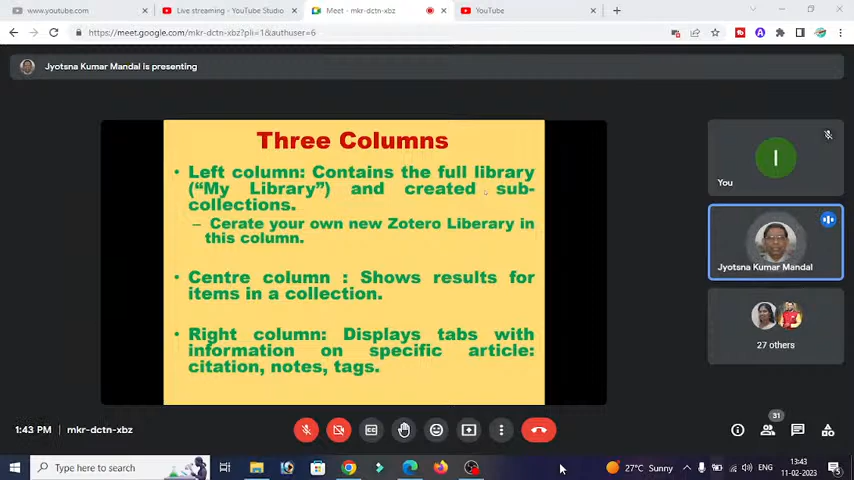 www.youtube.com
Live streaming - YouTube Studio
Meet - mkr-dctn-xbz
YouTube
https://meet.google.com/mkr-dctn-xbz?pli=1&authuser=6
Jyotsna Kumar Mandal is presenting
Three Columns
• Left column: Contains the full library
("My Library") and created sub-
collections.
– Cerate your own new Zotero Liberary in
this column.
• Centre column : Shows results for
items in a collection.
• Right column: Displays tabs with
information on specific article:
citation, notes, tags.
I
You
Jyotsna Kumar Mandal
27 others
1:43 PM | mkr-dctn-xbz
31
Type here to search
27°C Sunny
ENG
13:43
11-02-2023